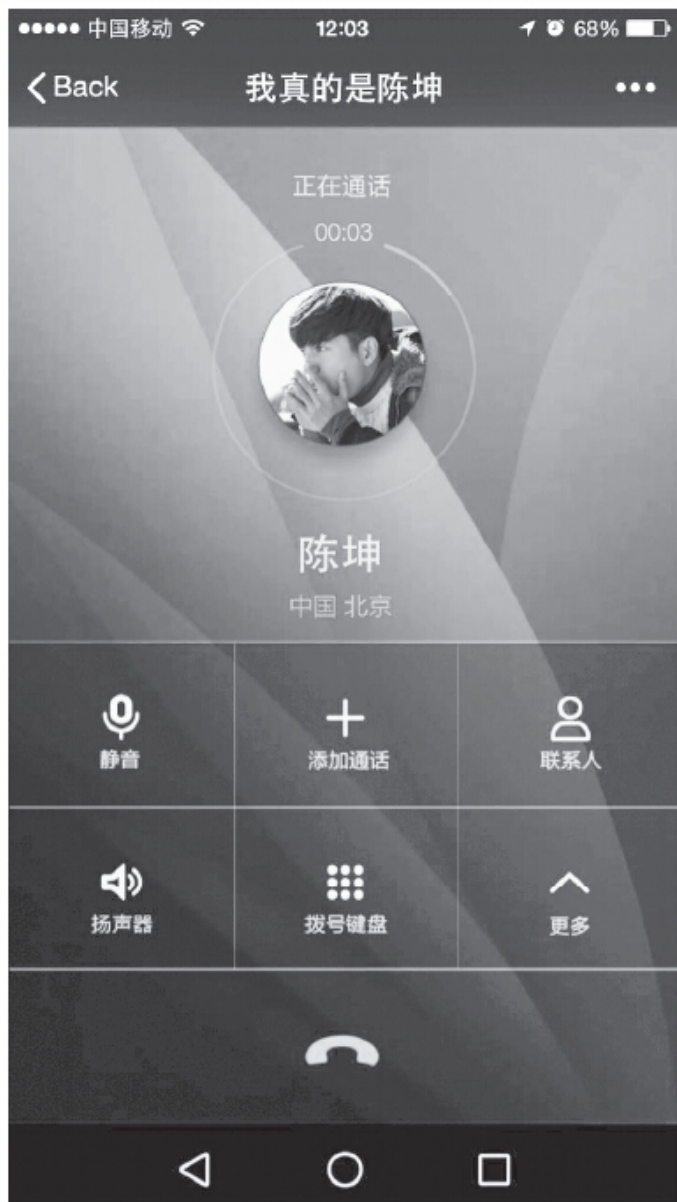 中国移动 12:03 68%
Back 我真的是陈坤
正在通话
00:03
陈坤
中国 北京
静音 添加通话 联系人
扬声器 拨号键盘 更多